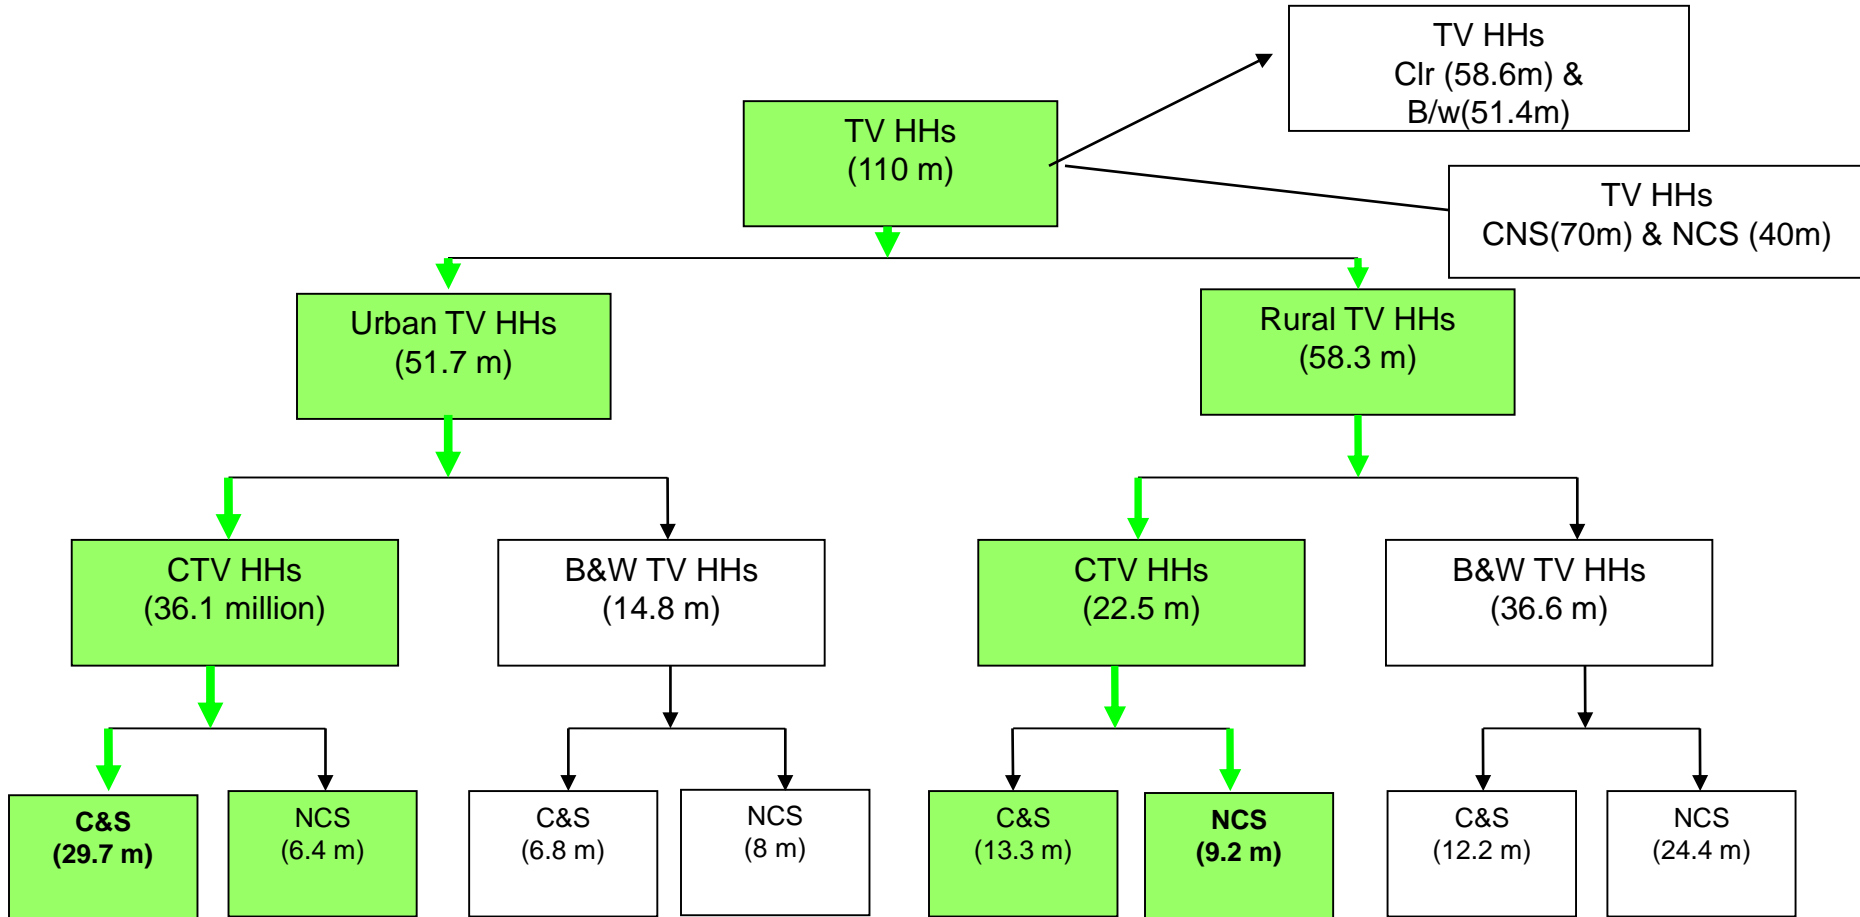 TV HHs
Clr (58.6m) &
B/w(51.4m)
TV HHs
(110 m)
TV HHs
CNS(70m) & NCS (40m)
Urban TV HHs
(51.7 m)
Rural TV HHs
(58.3 m)
CTV HHs
(36.1 million)
B&W TV HHs
(14.8 m)
CTV HHs
(22.5 m)
B&W TV HHs
(36.6 m)
C&S
(29.7 m)
NCS
(6.4 m)
C&S
(6.8 m)
NCS
(8 m)
C&S
(13.3 m)
NCS
(9.2 m)
C&S
(12.2 m)
NCS
(24.4 m)